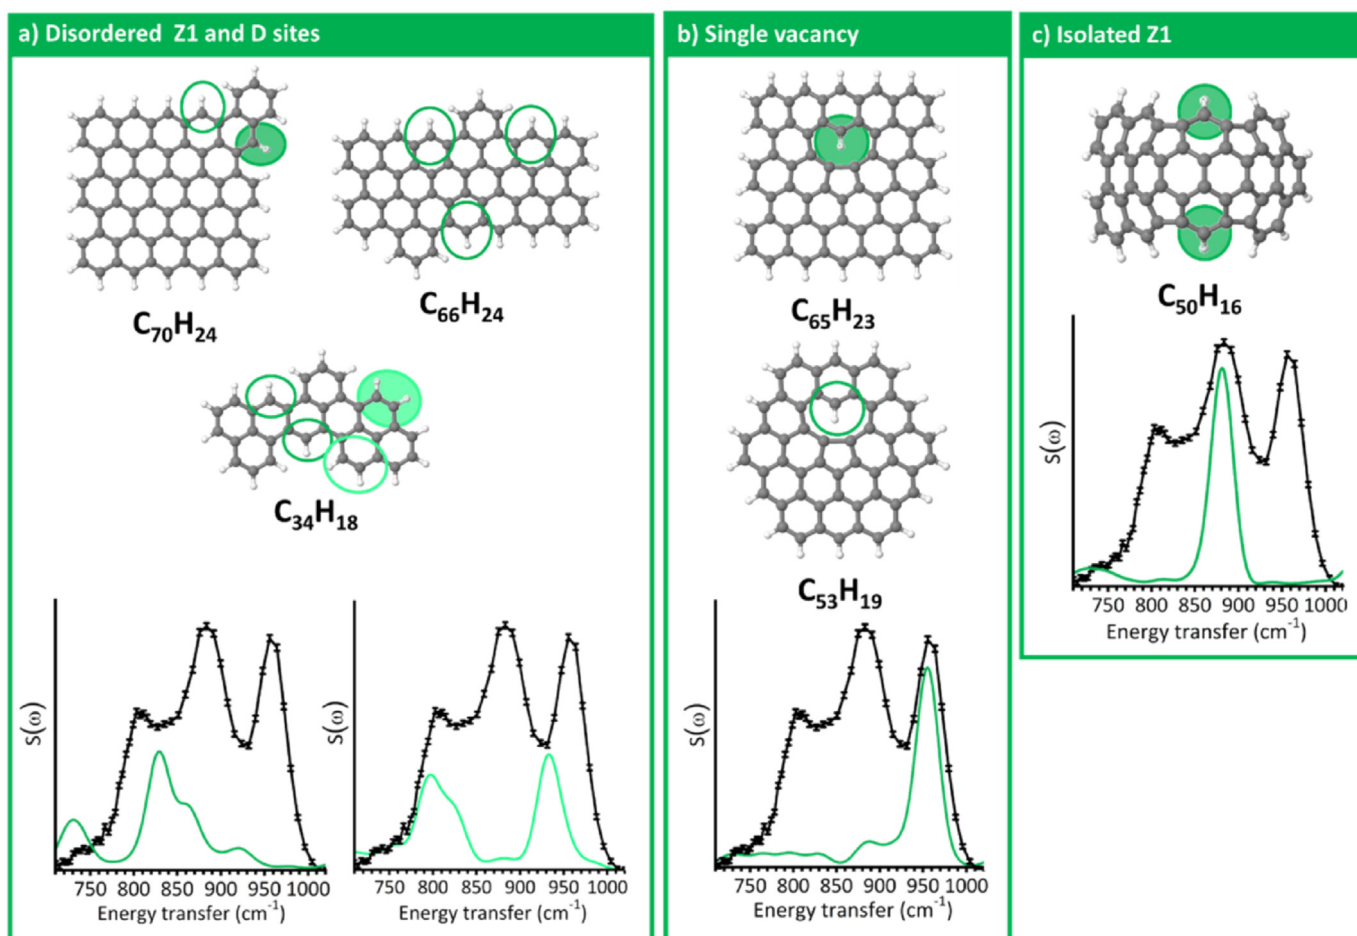 a) Disordered Z1 and D sites
C70H24
C66H24
C34H18
S(ω)
750 800 850 900 950 1000
Energy transfer (cm-1)
S(ω)
750 800 850 900 950 1000
Energy transfer (cm-1)
b) Single vacancy
C65H23
C53H19
S(ω)
750 800 850 900 950 1000
Energy transfer (cm-1)
c) Isolated Z1
C50H16
S(ω)
750 800 850 900 950 1000
Energy transfer (cm-1)